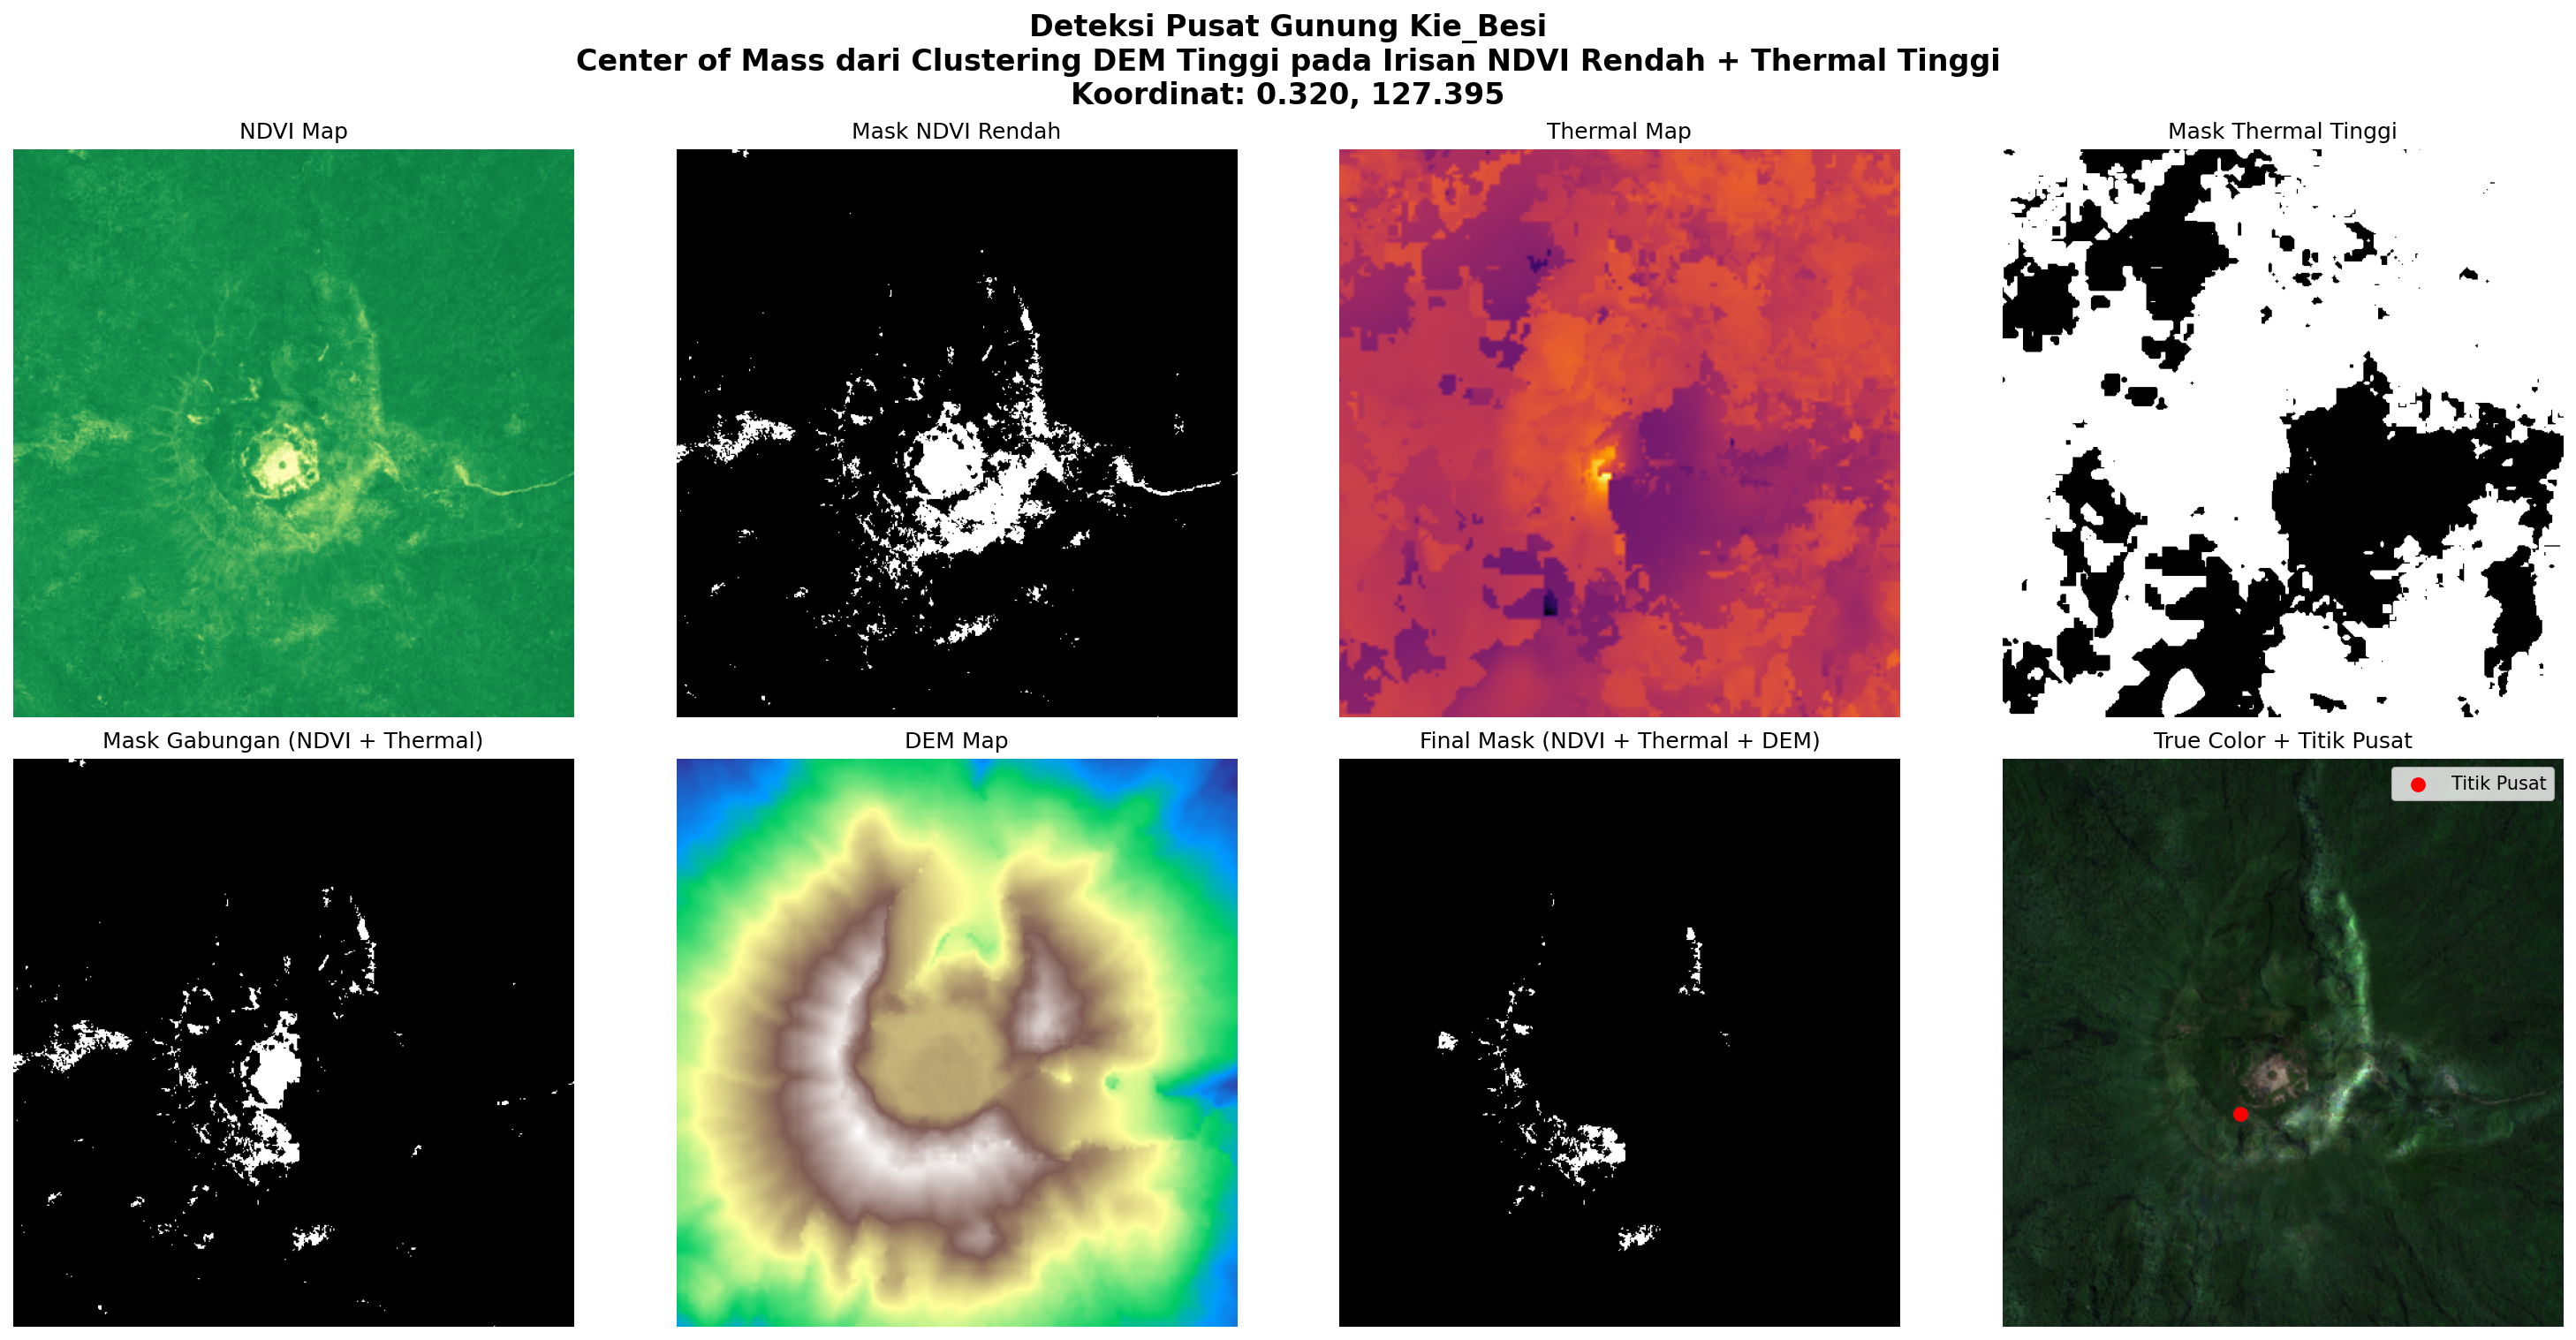 Deteksi Pusat Gunung Kie_Besi
Center of Mass dari Clustering DEM Tinggi pada Irisan NDVI Rendah + Thermal Tinggi
Koordinat: 0.320, 127.395
NDVI Map
Mask NDVI Rendah
Thermal Map
Mask Thermal Tinggi
Mask Gabungan (NDVI + Thermal)
DEM Map
Final Mask (NDVI + Thermal + DEM)
True Color + Titik Pusat
Titik Pusat